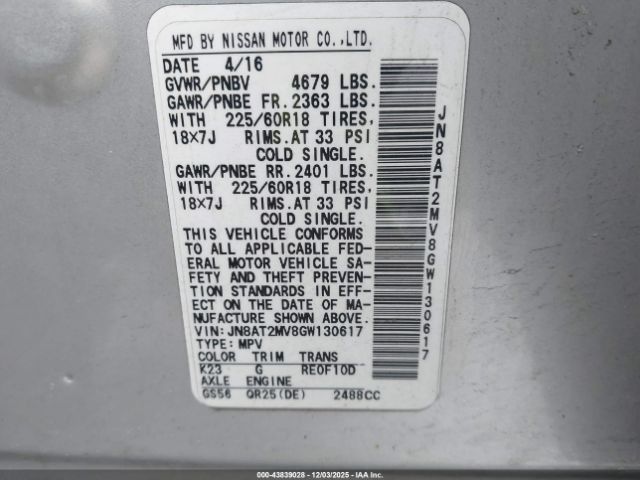 MFD BY NISSAN MOTOR CO.,LTD.
DATE 4/16
GVWR/PNBV 4679 LBS.
GAWR/PNBE FR. 2363 LBS.
WITH 225/60R18 TIRES,
18X7J RIMS.AT 33 PSI
COLD SINGLE.
GAWR/PNBE RR. 2401 LBS.
WITH 225/60R18 TIRES,
18X7J RIMS.AT 33 PSI
COLD SINGLE.
THIS VEHICLE CONFORMS
TO ALL APPLICABLE FED-
ERAL MOTOR VEHICLE SA-
FETY AND THEFT PREVEN-
TION STANDARDS IN EFF-
ECT ON THE DATE OF MA-
NUFACTURE SHOWN ABOVE.
VIN: JN8AT2MV8GW130617
TYPE: MPV
COLOR TRIM TRANS
K23 G RE0F10D
AXLE ENGINE
GS56 QR25(DE) 2488CC
JN8AT2MV8GW130617
000-43839028 - 12/03/2025 - IAAI.COM